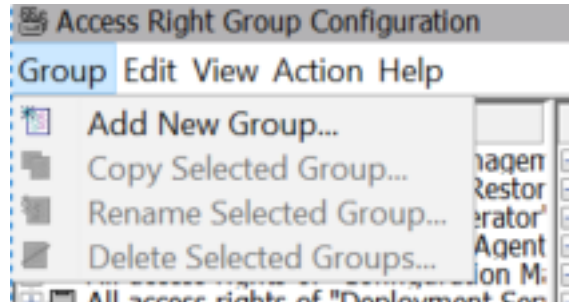 Access Right Group Configuration
Group Edit View Action Help
Add New Group...
Copy Selected Group...
Rename Selected Group...
Delete Selected Groups...
All access rights of "Deployment